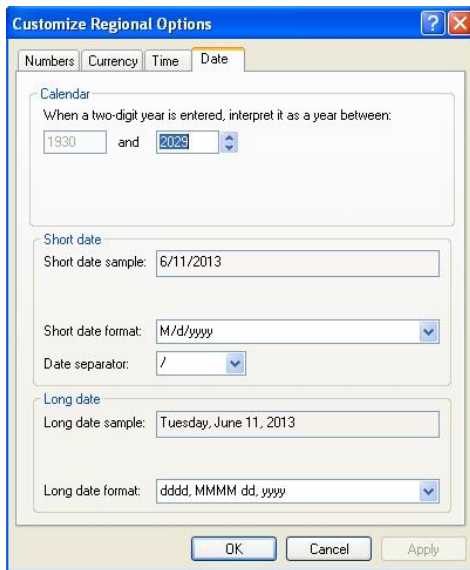 Customize Regional Options
Numbers Currency Time Date
Calendar
When a two-digit year is entered, interpret it as a year between:
1930 and 2029
Short date
Short date sample: 6/11/2013
Short date format: M/d/yyyy
Date separator: /
Long date
Long date sample: Tuesday, June 11, 2013
Long date format: dddd, MMMM dd, yyyy
OK Cancel Apply